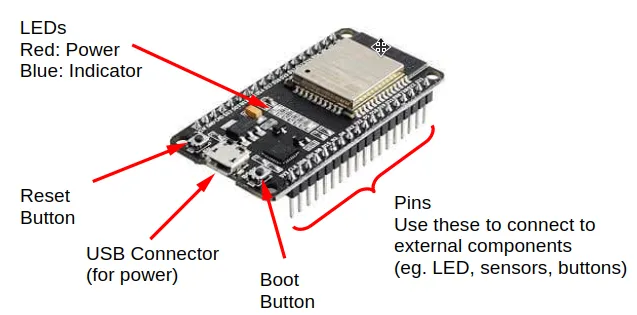 LEDs
Red: Power
Blue: Indicator
Reset
Button
USB Connector
(for power)
Boot
Button
Pins
Use these to connect to
external components
(eg. LED, sensors, buttons)